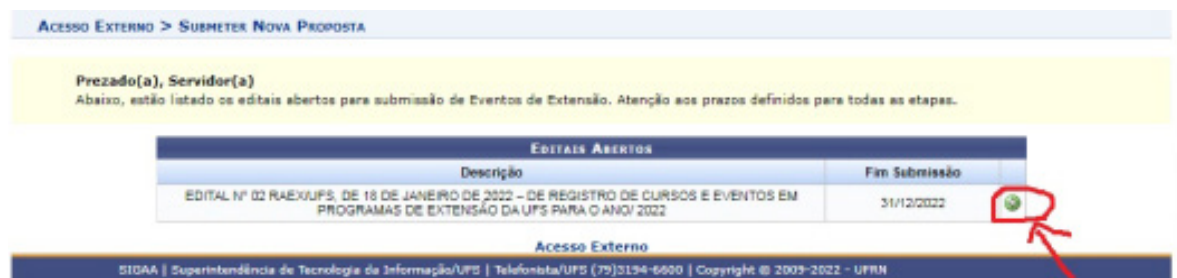 ACESSO EXTERNO > SUBMETER NOVA PROPOSTA
Prezado(a), Servidor(a)
Abaixo, estão listado os editais abertos para submissão de Eventos de Extensão. Atenção aos prazos definidos para todas as etapas.
EDITAIS ABERTOS
Descrição Fim Submissão
EDITAL Nº 02 RAEX/UFS, DE 18 DE JANEIRO DE 2022 – DE REGISTRO DE CURSOS E EVENTOS EM
PROGRAMAS DE EXTENSÃO DA UFS PARA O ANO/ 2022 31/12/2022
Acesso Externo
SIGAA | Superintendência de Tecnologia da Informação/UFS | Telefonista/UFS (79)3194-6600 | Copyright © 2009-2022 - UFRN